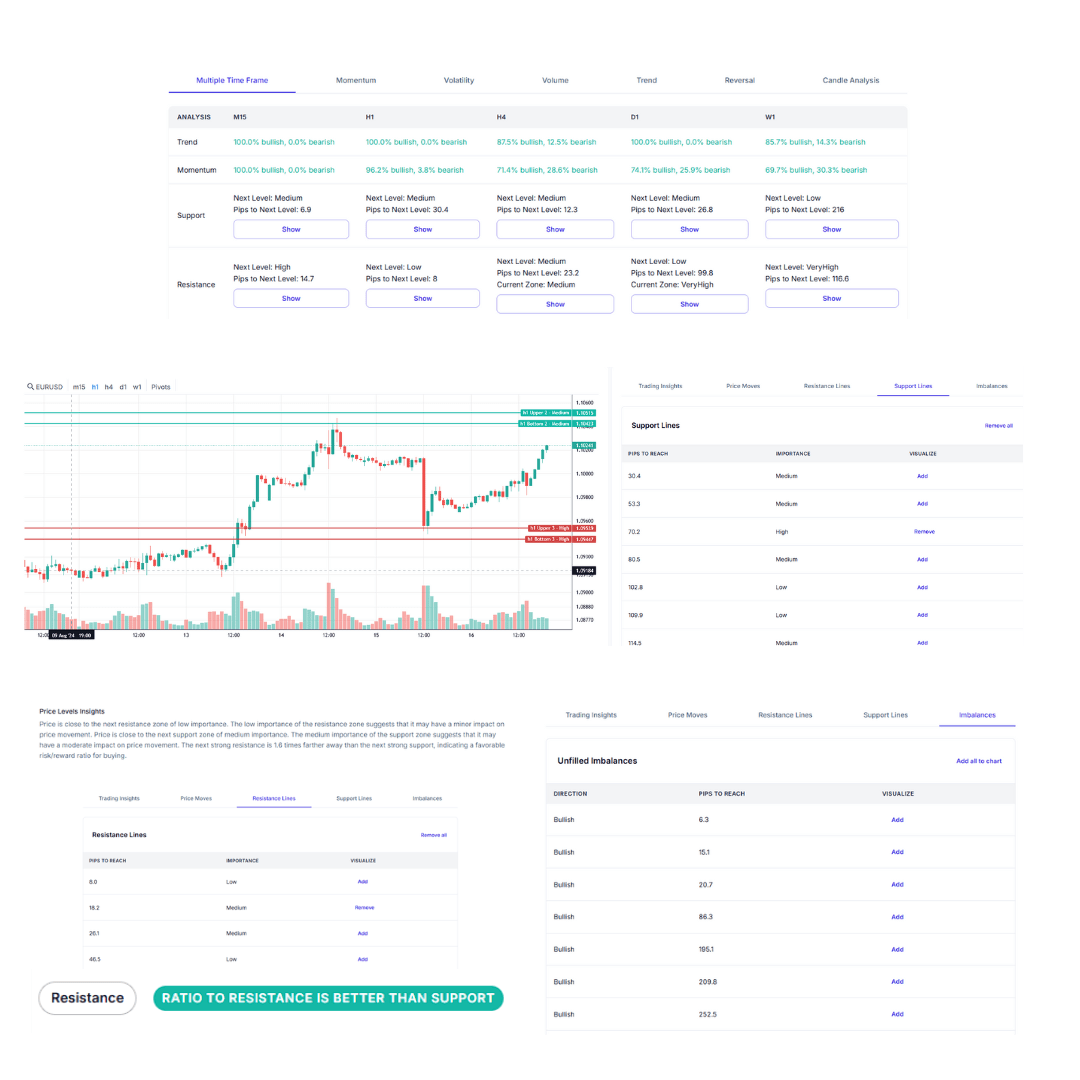 Multiple Time Frame Momentum Volatility Volume Trend Reversal Candle Analysis
ANALYSIS M15 H1 H4 D1 W1
Trend 100.0% bullish, 0.0% bearish 100.0% bullish, 0.0% bearish 87.5% bullish, 12.5% bearish 100.0% bullish, 0.0% bearish 85.7% bullish, 14.3% bearish
Momentum 100.0% bullish, 0.0% bearish 96.2% bullish, 3.8% bearish 71.4% bullish, 28.6% bearish 74.1% bullish, 25.9% bearish 69.7% bullish, 30.3% bearish
Support
Next Level: Medium Next Level: Medium Next Level: Medium Next Level: Medium Next Level: Low
Pips to Next Level: 6.9 Pips to Next Level: 30.4 Pips to Next Level: 12.3 Pips to Next Level: 26.8 Pips to Next Level: 216
Show Show Show Show Show
Resistance
Next Level: High Next Level: Low Next Level: Medium Next Level: Low Next Level: VeryHigh
Pips to Next Level: 14.7 Pips to Next Level: 8 Pips to Next Level: 23.2 Pips to Next Level: 99.8 Pips to Next Level: 116.6
Current Zone: Medium Current Zone: VeryHigh
Show Show Show Show Show
EURUSD m15 h1 h4 d1 w1 Pivots
1.10600
h1 Upper 2 - Medium 1.10515
h1 Bottom 2 - Medium 1.10423
1.10241
1.10000
1.09800
1.09600
h1 Upper 3 - High 1.09539
h1 Bottom 3 - High 1.09447
1.09300
1.09184
1.09000
1.08880
1.08770
09 Aug '24 19:00 12:00 13 12:00 14 12:00 15 12:00 16 12:00
Trading Insights Price Moves Resistance Lines Support Lines Imbalances
Support Lines Remove all
PIPS TO REACH IMPORTANCE VISUALIZE
30.4 Medium Add
53.3 Medium Add
70.2 High Remove
80.5 Medium Add
102.8 Low Add
109.9 Low Add
114.5 Medium Add
Price Levels Insights
Price is close to the next resistance zone of low importance. The low importance of the resistance zone suggests that it may have a minor impact on
price movement. Price is close to the next support zone of medium importance. The medium importance of the support zone suggests that it may
have a moderate impact on price movement. The next strong resistance is 1.6 times farther away than the next strong support, indicating a favorable
risk/reward ratio for buying.
Trading Insights Price Moves Resistance Lines Support Lines Imbalances
Resistance Lines Remove all
PIPS TO REACH IMPORTANCE VISUALIZE
8.0 Low Add
18.2 Medium Remove
26.1 Medium Add
46.5 Low Add
Resistance
RATIO TO RESISTANCE IS BETTER THAN SUPPORT
Trading Insights Price Moves Resistance Lines Support Lines Imbalances
Unfilled Imbalances Add all to chart
DIRECTION PIPS TO REACH VISUALIZE
Bullish 6.3 Add
Bullish 15.1 Add
Bullish 20.7 Add
Bullish 86.3 Add
Bullish 195.1 Add
Bullish 209.8 Add
Bullish 252.5 Add